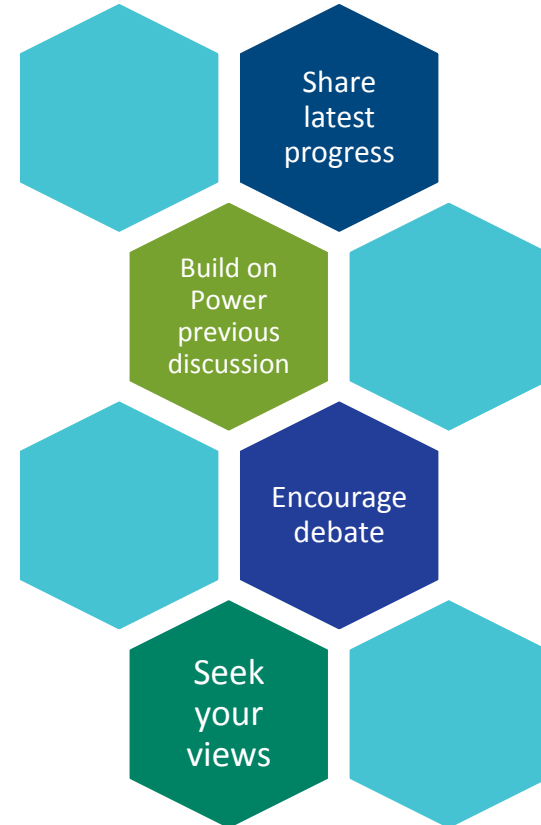 Share
latest
progress
Build on
Power
previous
discussion
Encourage
debate
Seek
your
views